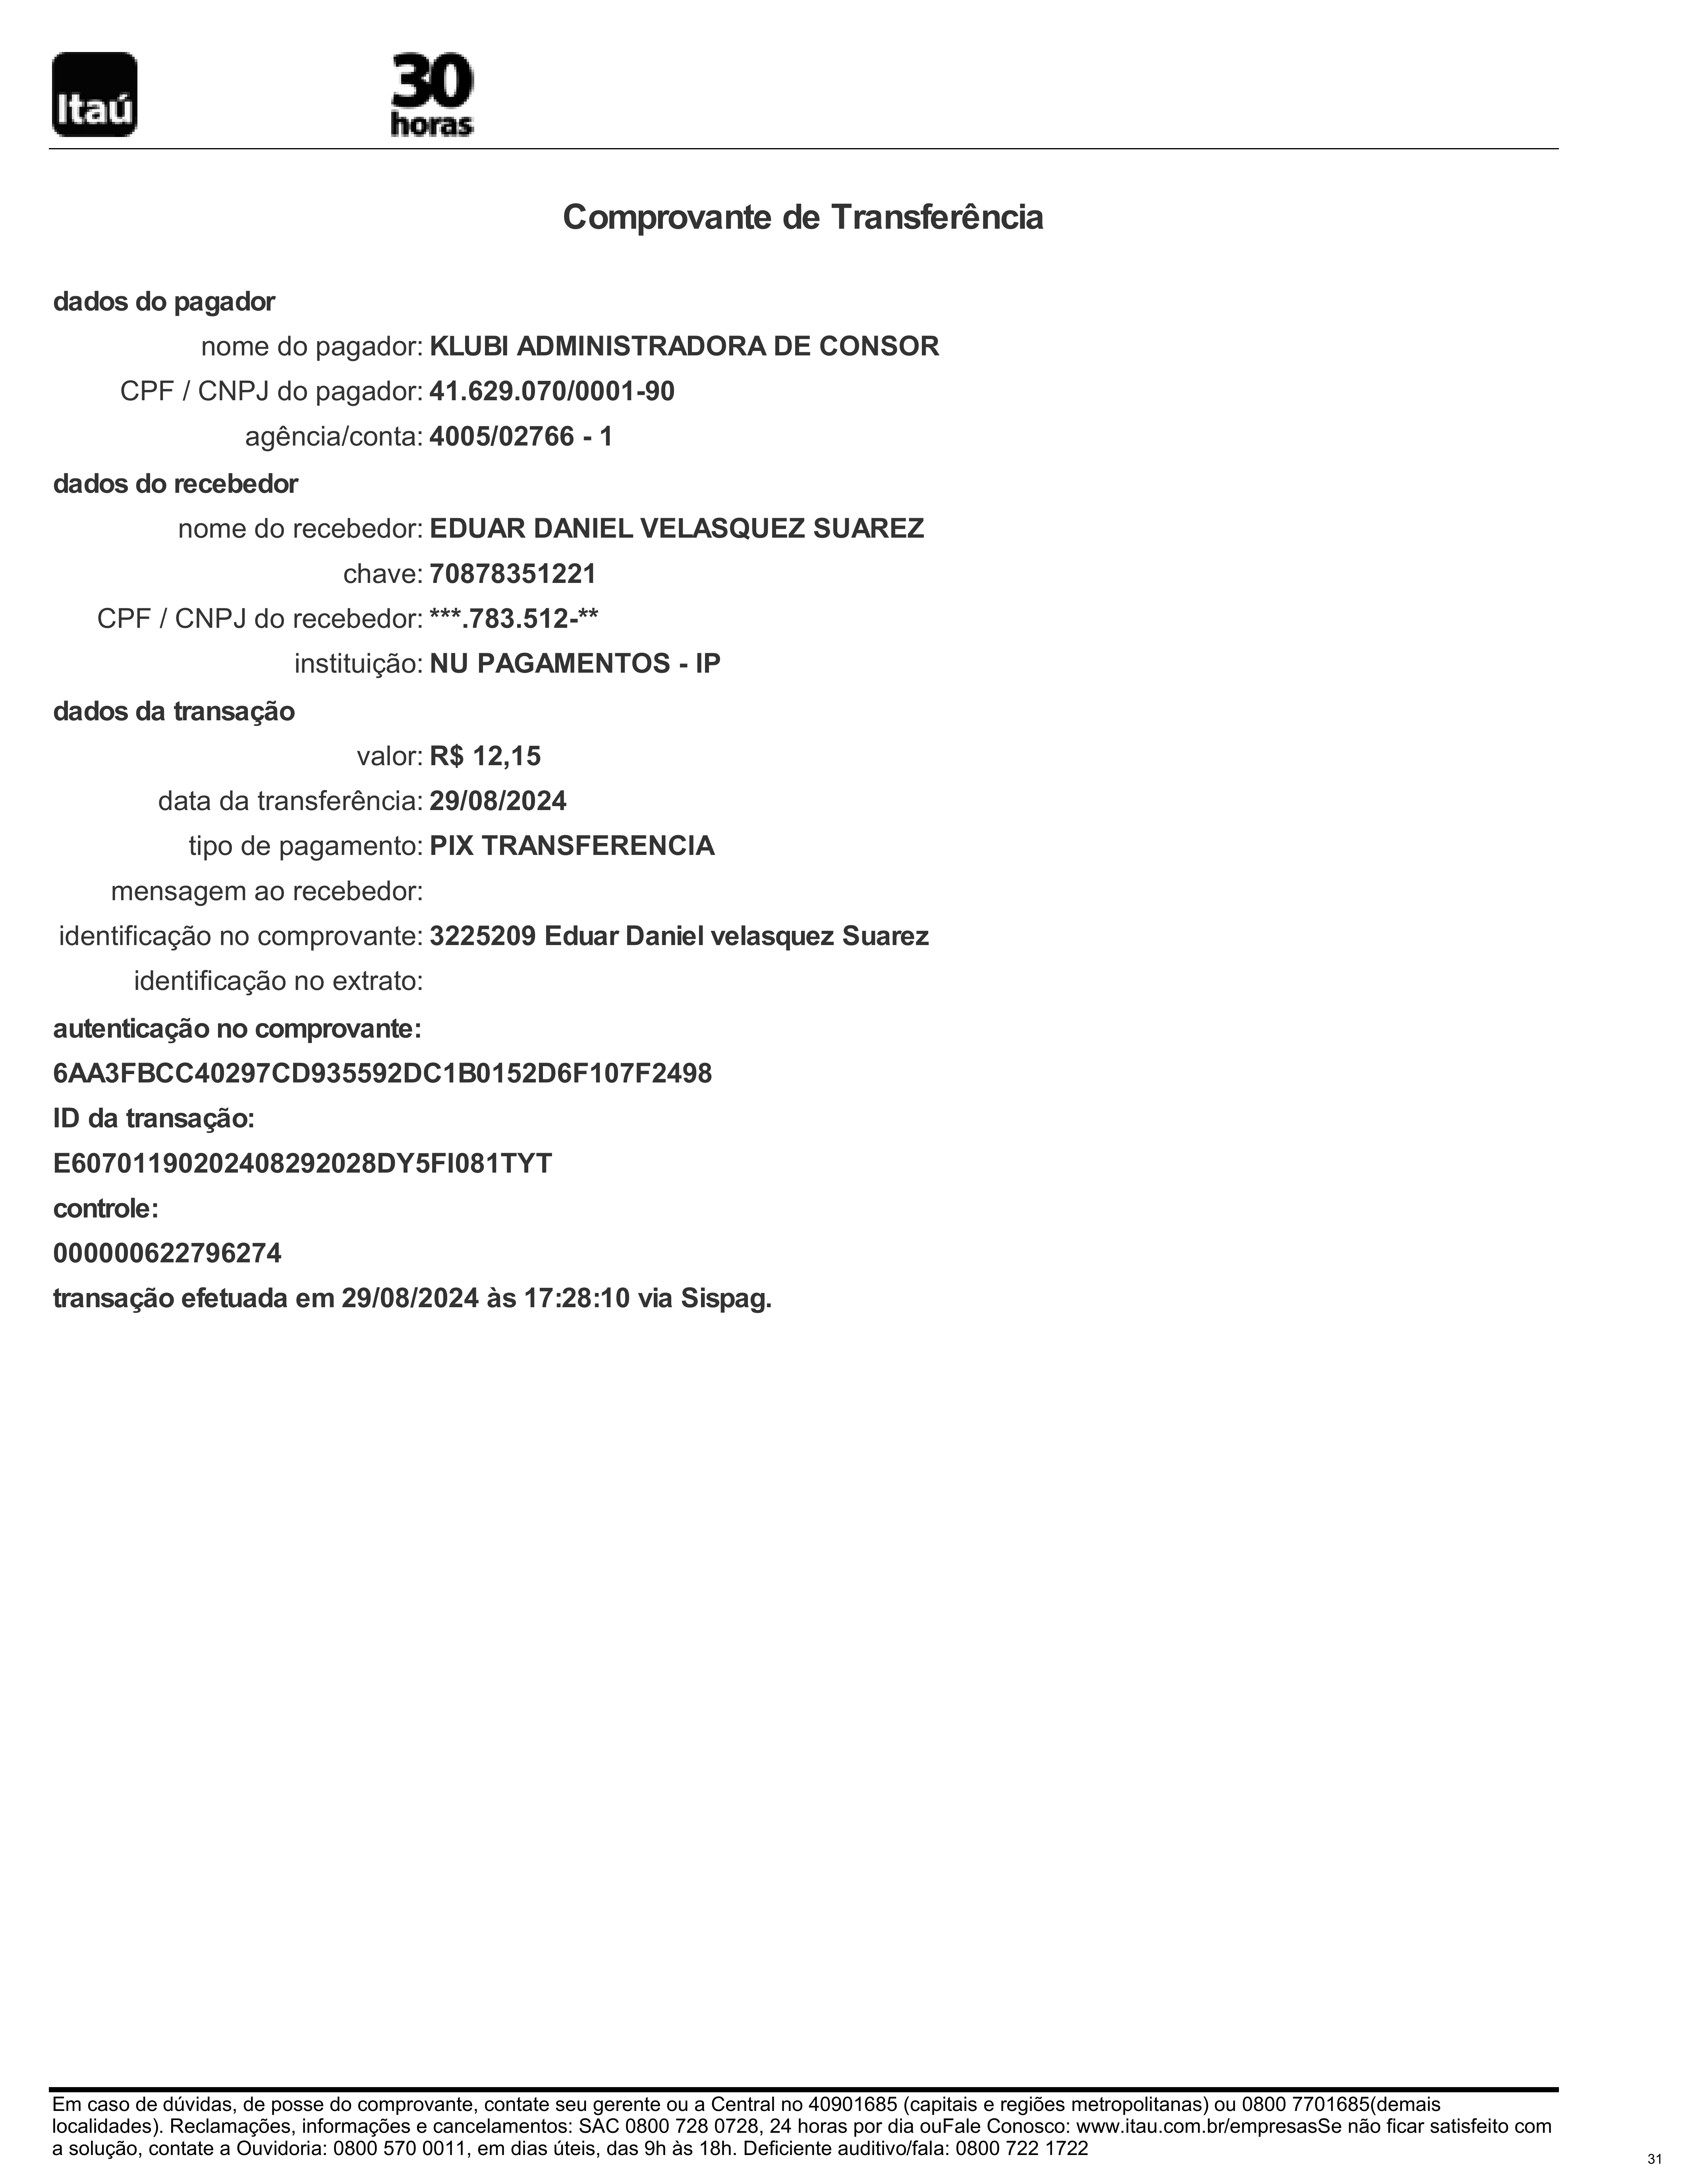 Itaú
30
horas
Comprovante de Transferência
dados do pagador
nome do pagador: KLUBI ADMINISTRADORA DE CONSOR
CPF / CNPJ do pagador: 41.629.070/0001-90
agência/conta: 4005/02766 - 1
dados do recebedor
nome do recebedor: EDUAR DANIEL VELASQUEZ SUAREZ
chave: 70878351221
CPF / CNPJ do recebedor: ***.783.512-**
instituição: NU PAGAMENTOS - IP
dados da transação
valor: R$ 12,15
data da transferência: 29/08/2024
tipo de pagamento: PIX TRANSFERENCIA
mensagem ao recebedor:
identificação no comprovante: 3225209 Eduar Daniel velasquez Suarez
identificação no extrato:
autenticação no comprovante:
6AA3FBCC40297CD935592DC1B0152D6F107F2498
ID da transação:
E60701190202408292028DY5FI081TYT
controle:
000000622796274
transação efetuada em 29/08/2024 às 17:28:10 via Sispag.
Em caso de dúvidas, de posse do comprovante, contate seu gerente ou a Central no 40901685 (capitais e regiões metropolitanas) ou 0800 7701685(demais
localidades). Reclamações, informações e cancelamentos: SAC 0800 728 0728, 24 horas por dia ouFale Conosco: www.itau.com.br/empresasSe não ficar satisfeito com
a solução, contate a Ouvidoria: 0800 570 0011, em dias úteis, das 9h às 18h. Deficiente auditivo/fala: 0800 722 1722
31